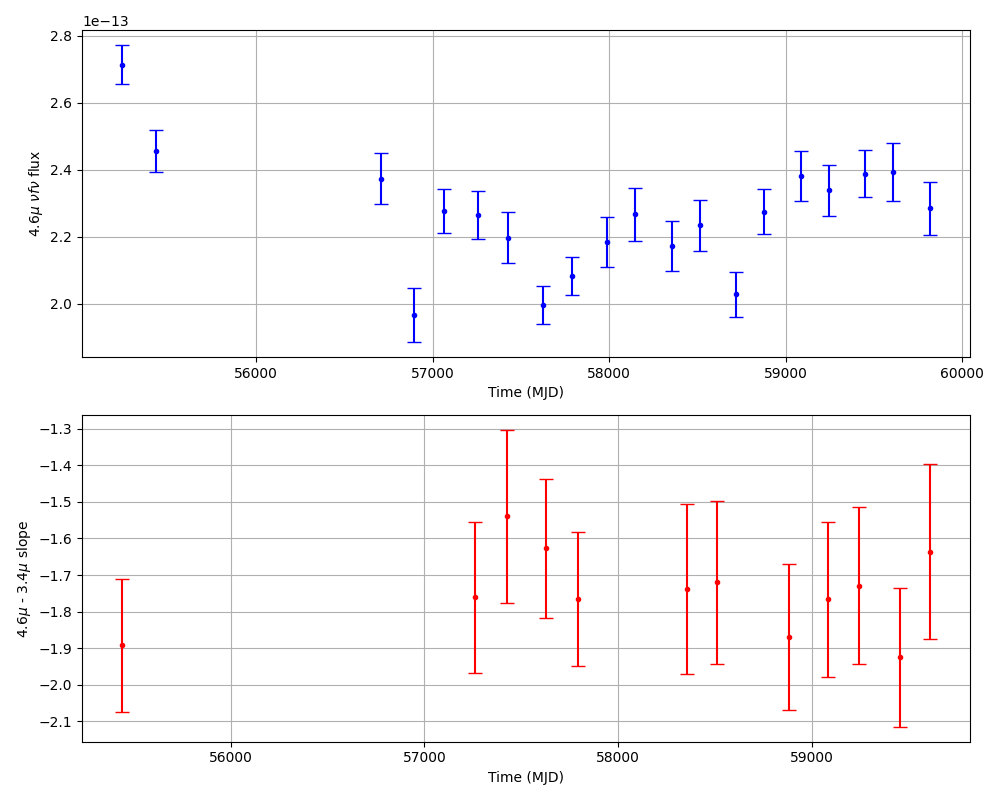 1e−13
2.8
2.6
2.4
2.2
2.0
4.6μ νfν flux
56000 57000 58000 59000 60000
Time (MJD)
−1.3
−1.4
−1.5
−1.6
−1.7
−1.8
−1.9
−2.0
−2.1
4.6μ - 3.4μ slope
56000 57000 58000 59000
Time (MJD)